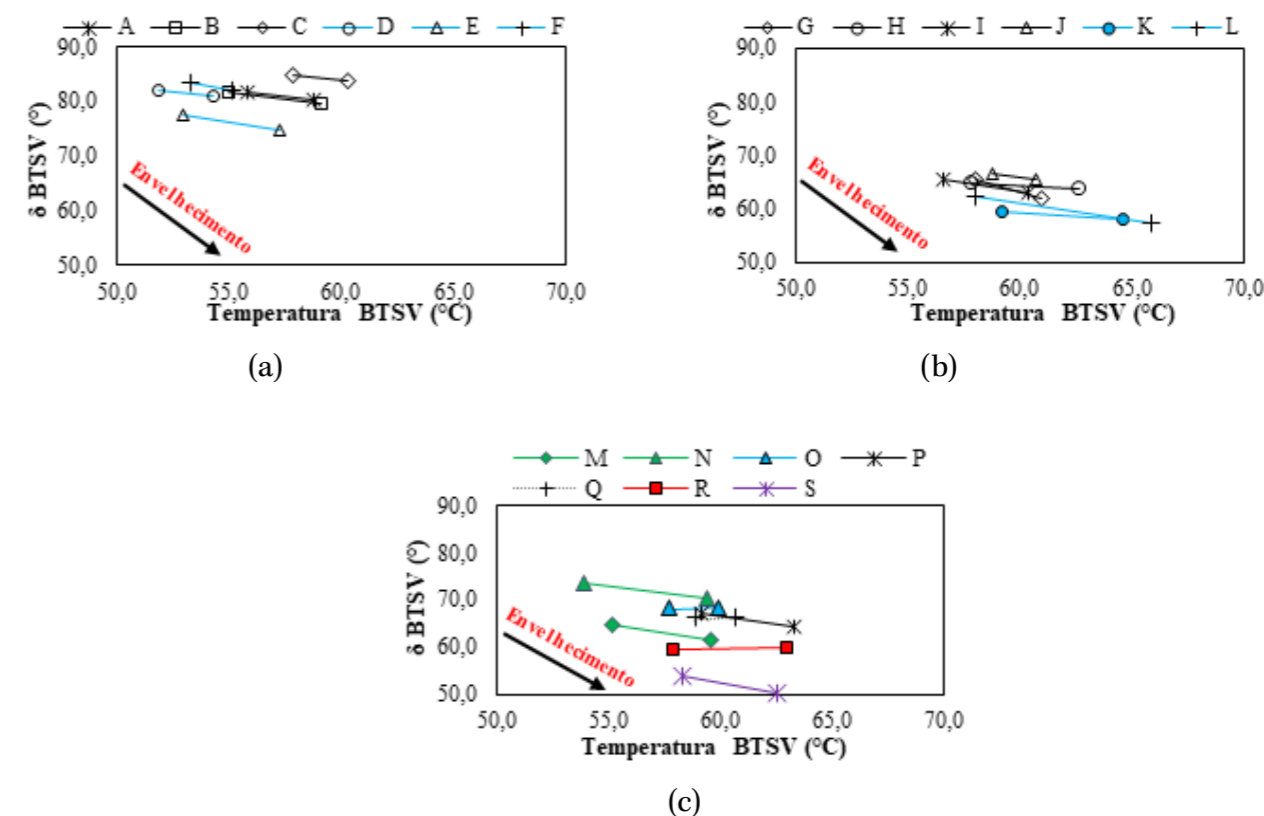 A B C D E F
90,0
80,0
70,0
60,0
50,0
δ BTSV (°)
Envelhecimento
50,0 55,0 60,0 65,0 70,0
Temperatura BTSV (°C)
(a)
G H I J K L
90,0
80,0
70,0
60,0
50,0
δ BTSV (°)
Envelhecimento
50,0 55,0 60,0 65,0 70,0
Temperatura BTSV (°C)
(b)
M N O P
Q R S
90,0
80,0
70,0
60,0
50,0
δ BTSV (°)
Envelhecimento
50,0 55,0 60,0 65,0 70,0
Temperatura BTSV (°C)
(c)